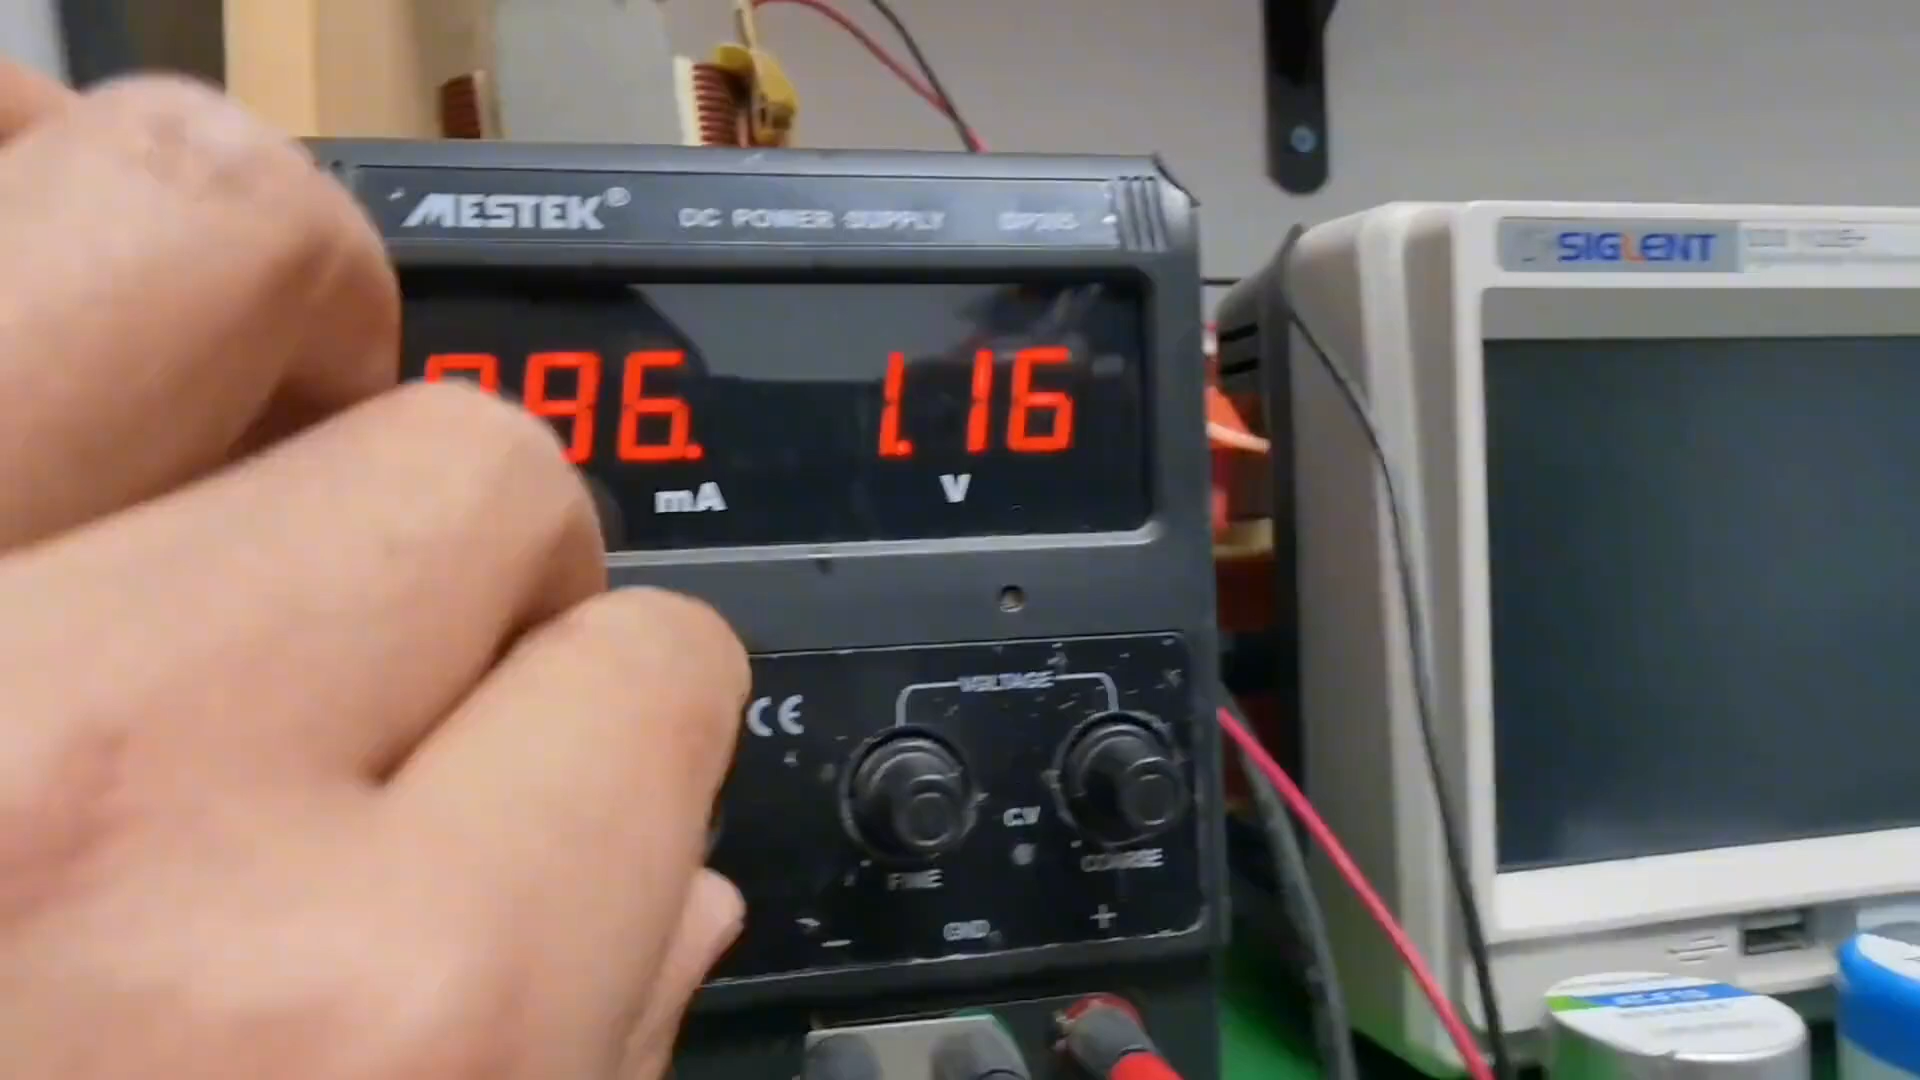 MESTEK®
DC POWER SUPPLY
SIGLENT
96. 1.16
mA V
VOLTAGE
CE
CV
FINE COARSE
GND
− +